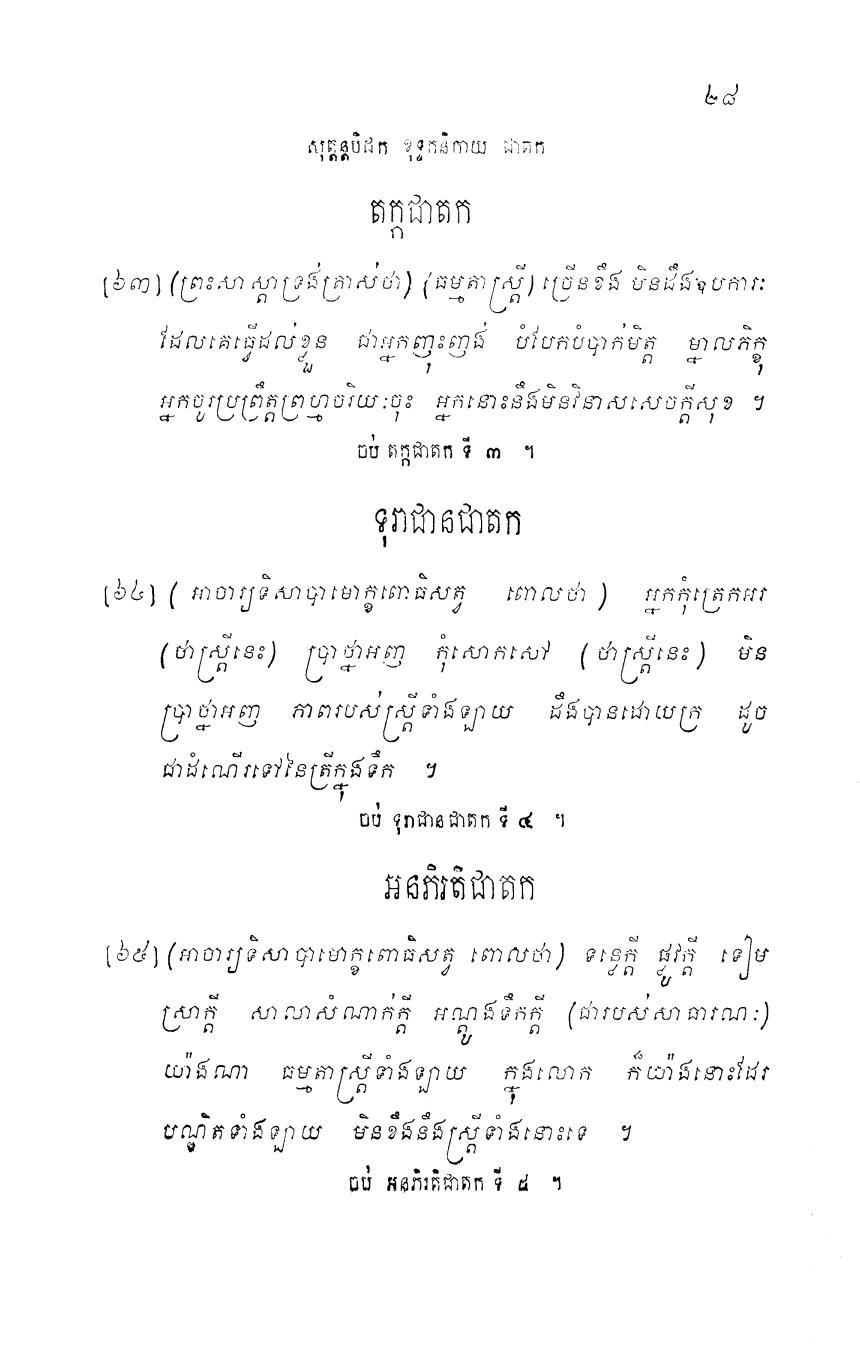 ២៨
សុត្តន្តបិដក ខុទ្ទកនិកាយ ជាតក
តក្កជាតក
[៦៣] (ព្រះសាស្តាទ្រង់ត្រាស់ថា) (ធម្មតាស្ត្រី) ច្រើនខឹង មិនដឹងឧបការៈ
ដែលគេធ្វើដល់ខ្លួន ជាអ្នកញុះញង់ បំបែកបំបាក់មិត្ត ម្នាលភិក្ខុ
អ្នកចូរប្រព្រឹត្តព្រហ្មចរិយៈចុះ អ្នកនោះនឹងមិនវិនាសសេចក្តីសុខ ។
ចប់ តក្កជាតក ទី ៣ ។
ទុរាជានជាតក
[៦៤] ( អាចារ្យទិសាបាមោក្ខពោធិសត្វ ពោលថា ) អ្នកកុំត្រេកអរ
(ថាស្ត្រីនេះ) ប្រាថ្នាអញ កុំសោកសៅ ( ថាស្ត្រីនេះ ) មិន
ប្រាថ្នាអញ ភាពរបស់ស្ត្រីទាំងឡាយ ដឹងបានដោយក្រ ដូច
ជាដំណើរទៅនៃត្រីក្នុងទឹក ។
ចប់ ទុរាជានជាតក ទី ៤ ។
អនភិរតិជាតក
[៦៥] (អាចារ្យទិសាបាមោក្ខពោធិសត្វ ពោលថា) ទន្លេក្តី ផ្លូវក្តី ទៀម
ស្រាក្តី សាលាសំណាក់ក្តី អណ្តូងទឹកក្តី (ជារបស់សាធារណៈ)
យ៉ាងណា ធម្មតាស្ត្រីទាំងឡាយ ក្នុងលោក ក៏យ៉ាងនោះដែរ
បណ្ឌិតទាំងឡាយ មិនខឹងនឹងស្ត្រីទាំងនោះទេ ។
ចប់ អនភិរតិជាតក ទី ៥ ។